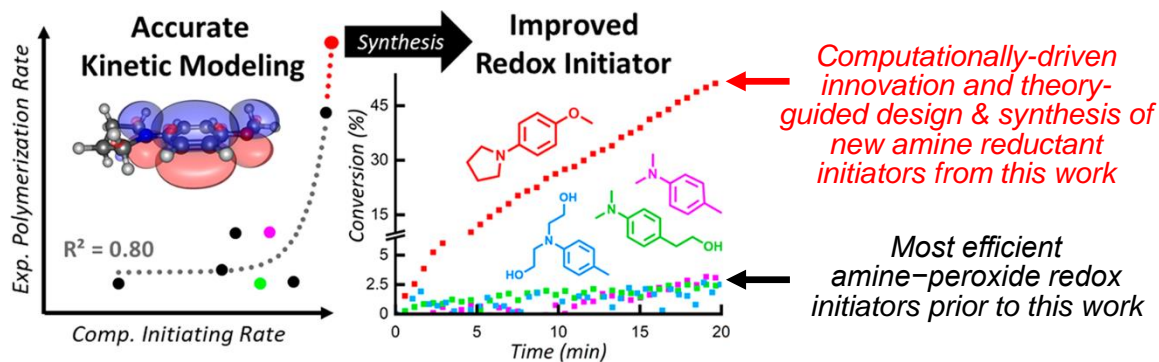 Accurate
Kinetic Modeling
Exp. Polymerization Rate
R² = 0.80
Comp. Initiating Rate
Synthesis
Improved
Redox Initiator
Conversion (%)
45
30
15
5
2.5
0
0
5
10
15
20
Time (min)
O
N
OH
N
HO
N
OH
N
Computationally-driven
innovation and theory-
guided design & synthesis of
new amine reductant
initiators from this work
Most efficient
amine−peroxide redox
initiators prior to this work